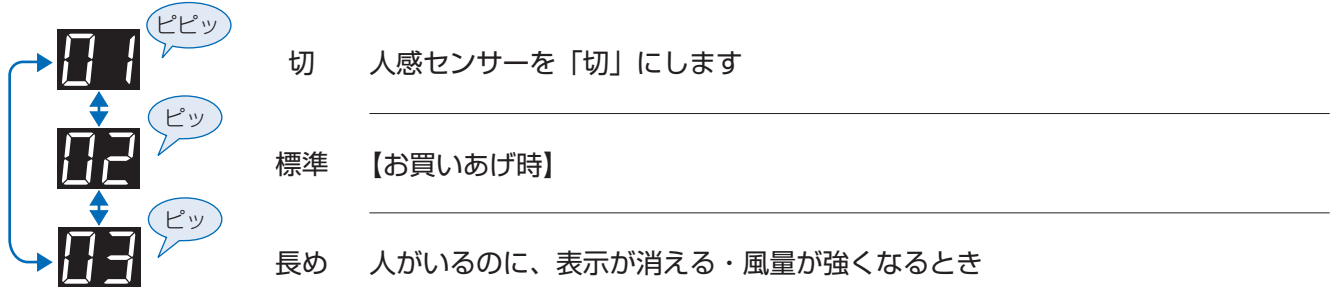 ピピッ
01 切 人感センサーを「切」にします
ピッ
02 標準 【お買いあげ時】
ピッ
03 長め 人がいるのに、表示が消える・風量が強くなるとき